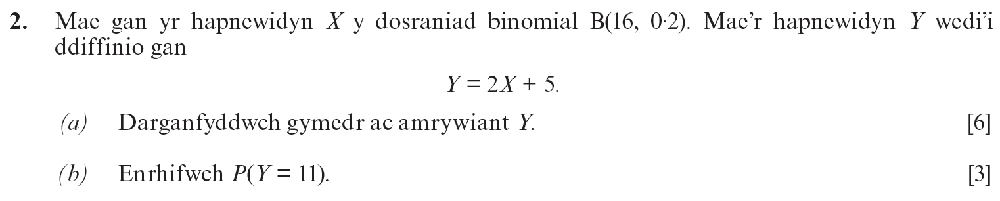 2. Mae gan yr hapnewidyn X y dosraniad binomial B(16, 0·2). Mae’r hapnewidyn Y wedi’i
ddiffinio gan
Y = 2X + 5.
(a) Darganfyddwch gymedr ac amrywiant Y. [6]
(b) Enrhifwch P(Y = 11). [3]